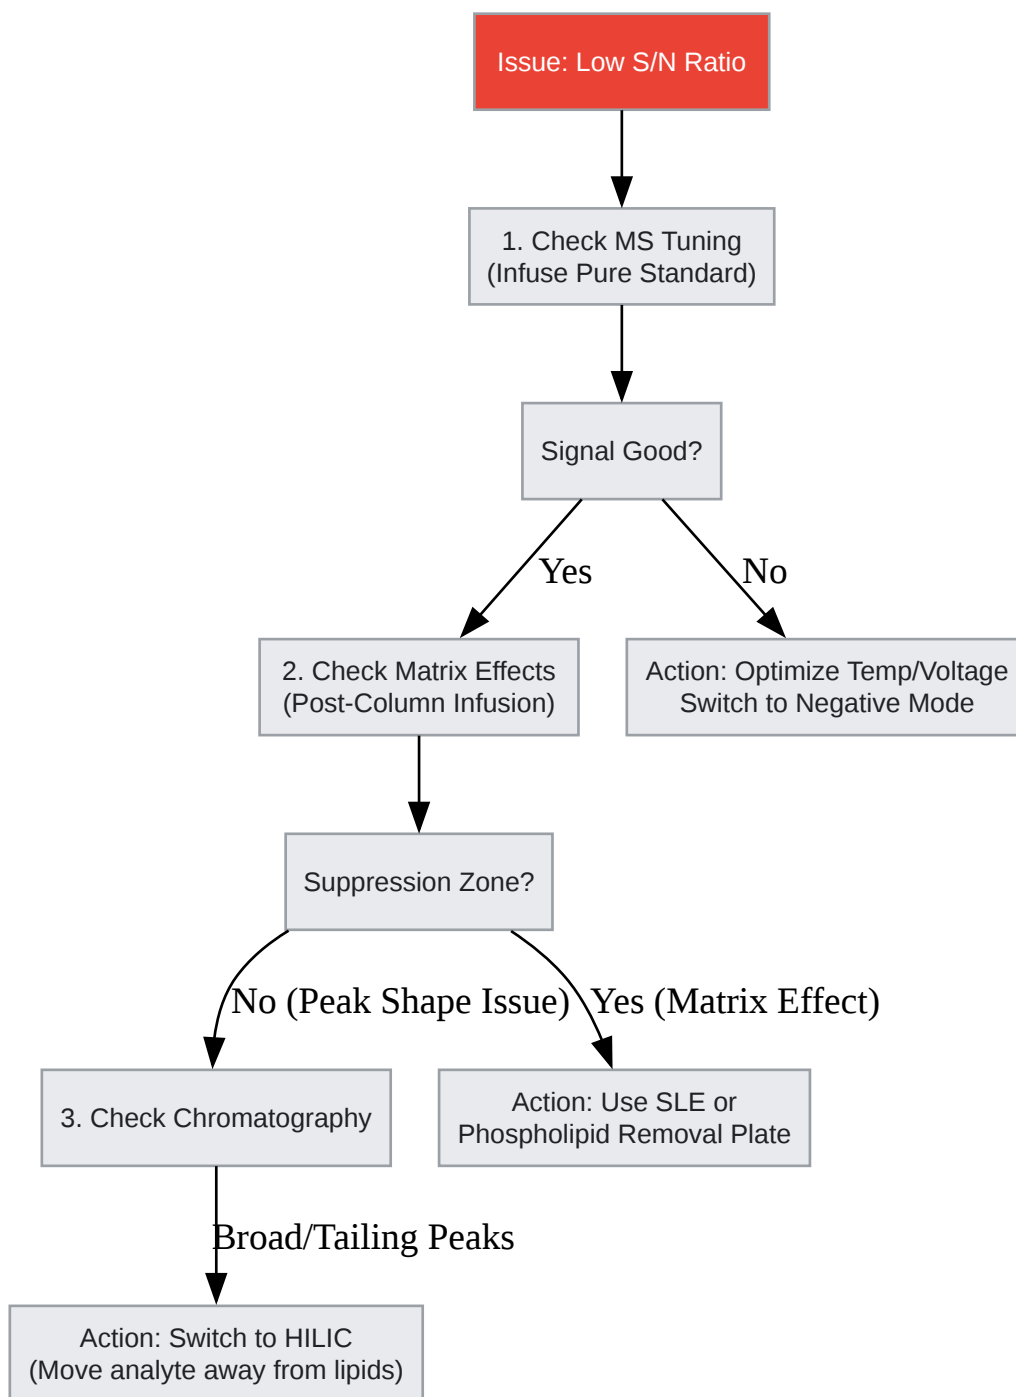 Issue: Low S/N Ratio
1. Check MS Tuning
(Infuse Pure Standard)
Signal Good?
Yes
No
2. Check Matrix Effects
(Post-Column Infusion)
Action: Optimize Temp/Voltage
Switch to Negative Mode
Suppression Zone?
No (Peak Shape Issue)
Yes (Matrix Effect)
3. Check Chromatography
Action: Use SLE or
Phospholipid Removal Plate
Broad/Tailing Peaks
Action: Switch to HILIC
(Move analyte away from lipids)